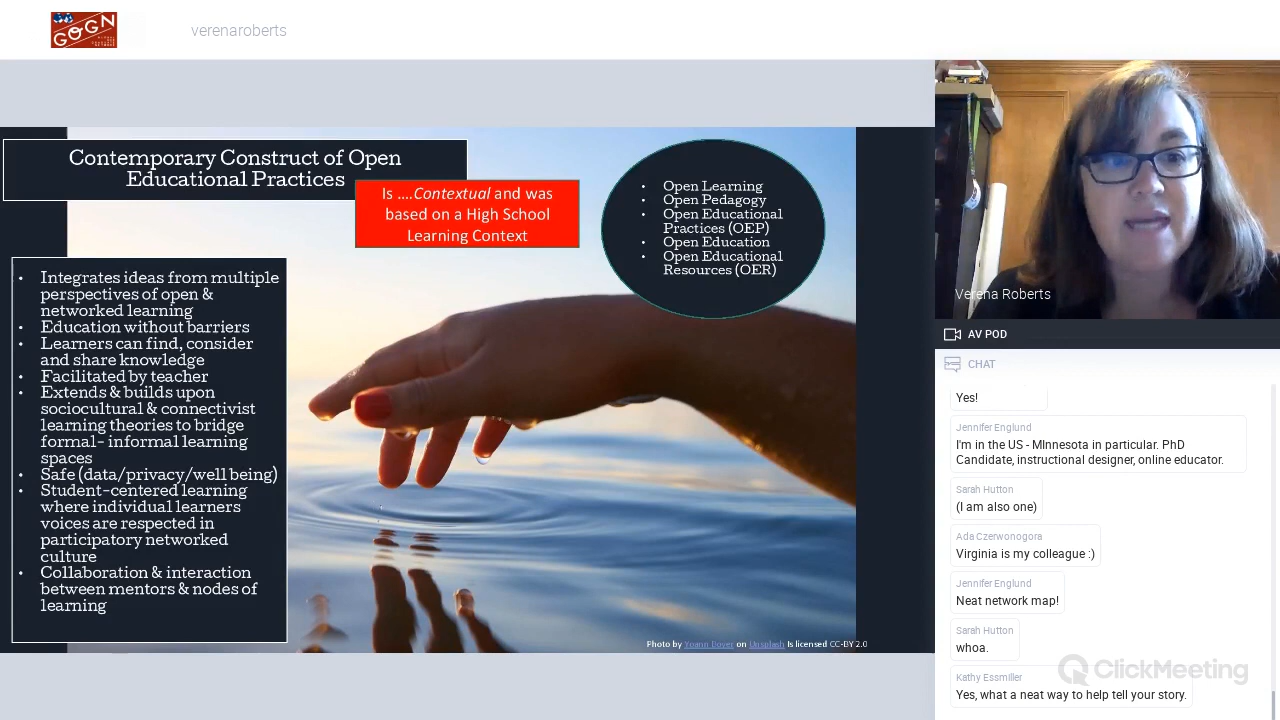 GOGN
verenaroberts
Contemporary Construct of Open
Educational Practices
Is ....Contextual and was
based on a High School
Learning Context
• Open Learning
• Open Pedagogy
• Open Educational
Practices (OEP)
• Open Education
• Open Educational
Resources (OER)
• Integrates ideas from multiple
perspectives of open &
networked learning
• Education without barriers
• Learners can find, consider
and share knowledge
• Facilitated by teacher
• Extends & builds upon
sociocultural & connectivist
learning theories to bridge
formal- informal learning
spaces
• Safe (data/privacy/well being)
• Student-centered learning
where individual learners
voices are respected in
participatory networked
culture
• Collaboration & interaction
between mentors & nodes of
learning
Photo by Yoann Boyer on Unsplash Is licensed CC-BY 2.0
Verena Roberts
AV POD
CHAT
Yes!
Jennifer Englund
I'm in the US - MInnesota in particular. PhD
Candidate, instructional designer, online educator.
Sarah Hutton
(I am also one)
Ada Czerwonogora
Virginia is my colleague :)
Jennifer Englund
Neat network map!
Sarah Hutton
whoa.
Kathy Essmiller
Yes, what a neat way to help tell your story.
ClickMeeting